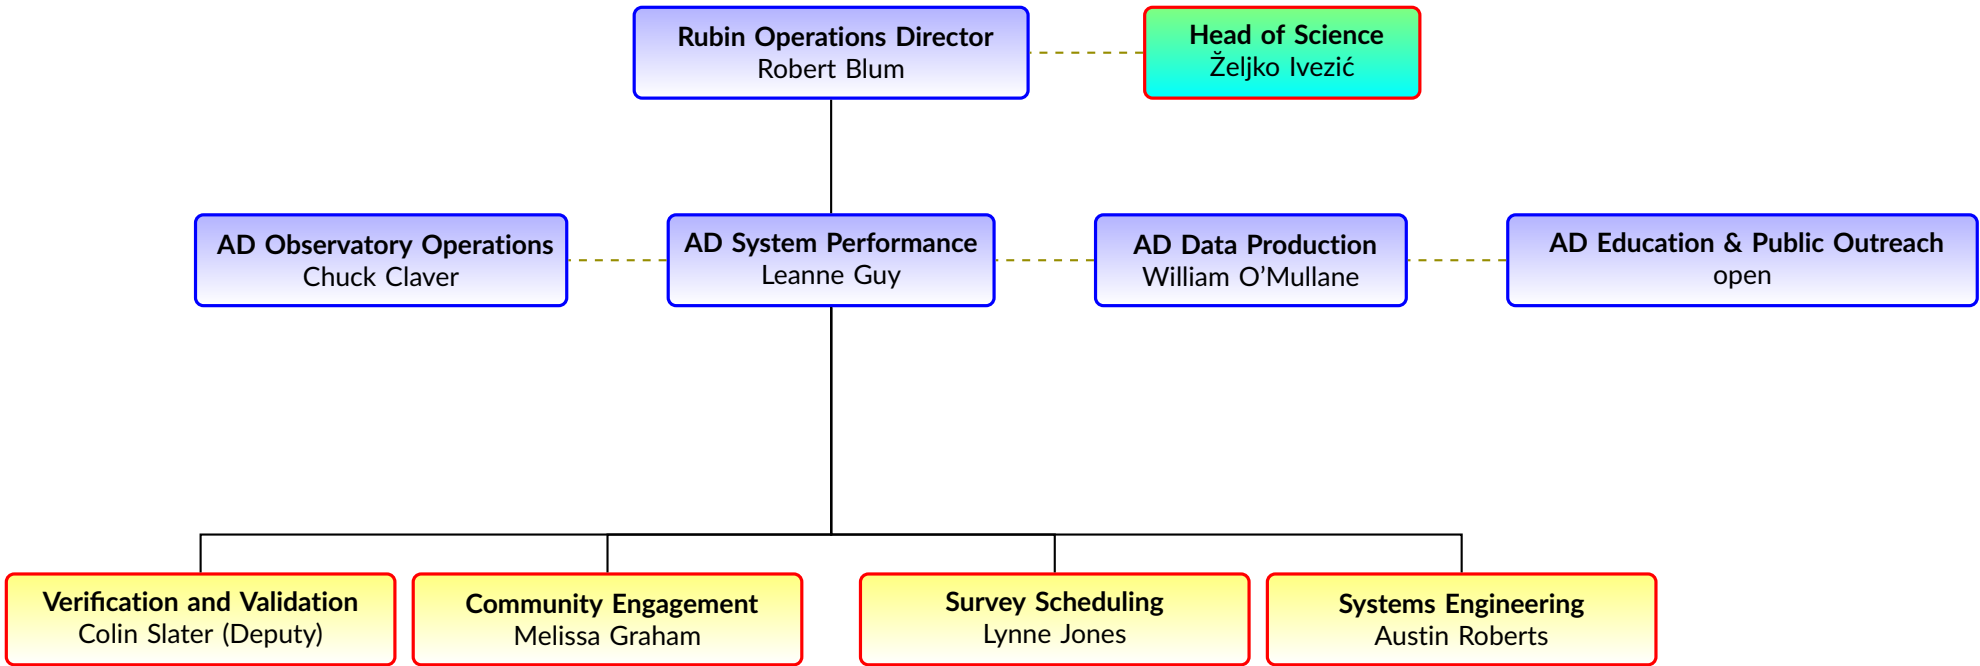 Rubin Operations Director
Robert Blum
Head of Science
Željko Ivezić
AD Observatory Operations
Chuck Claver
AD System Performance
Leanne Guy
AD Data Production
William O’Mullane
AD Education & Public Outreach
open
Verification and Validation
Colin Slater (Deputy)
Community Engagement
Melissa Graham
Survey Scheduling
Lynne Jones
Systems Engineering
Austin Roberts